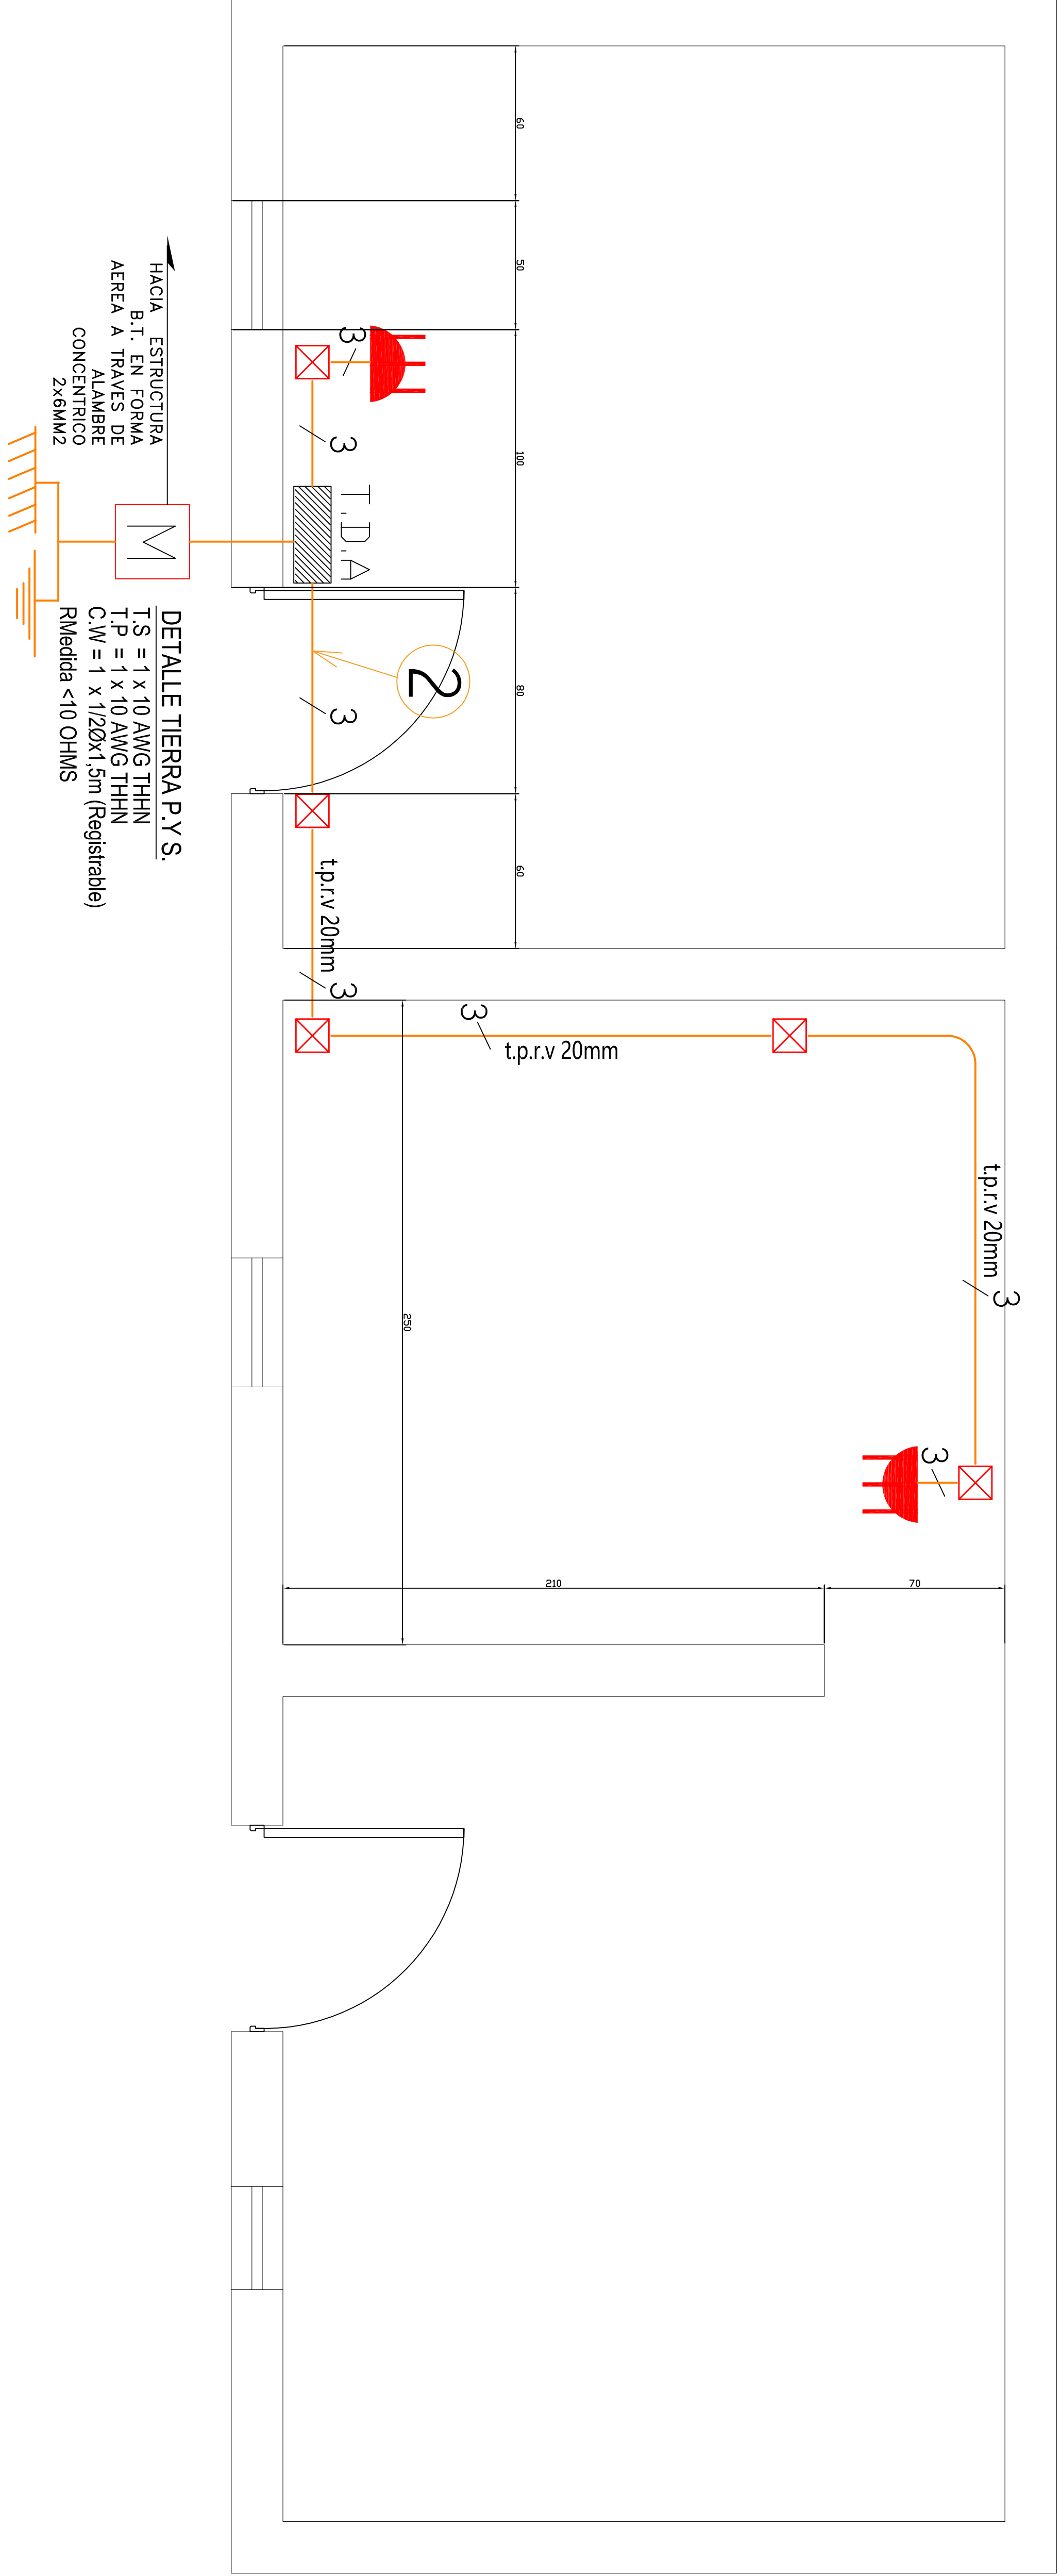 60
50
100
80
60
3
3
T.D.A
2
3
HACIA ESTRUCTURA
B.T. EN FORMA
AEREA A TRAVES DE
ALAMBRE
CONCENTRICO
2x6MM2
M
DETALLE TIERRA P.Y S.
T.S = 1 x 10 AWG THHN
T.P = 1 x 10 AWG THHN
C.W = 1 x 1/2Øx1,5m (Registrable)
RMedida <10 OHMS
t.p.r.v 20mm
3
3
t.p.r.v 20mm
t.p.r.v 20mm
3
250
3
210
70